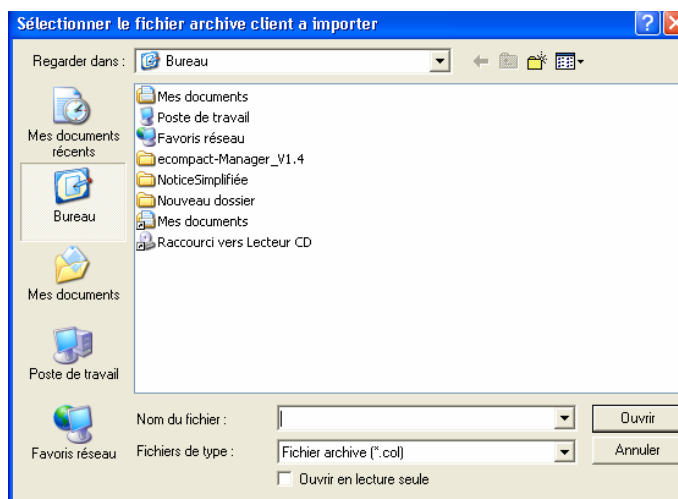 Sélectionner le fichier archive client a importer
Regarder dans :
Bureau
Mes documents récents
Bureau
Mes documents
Poste de travail
Favoris réseau
Mes documents
Poste de travail
Favoris réseau
ecompact-Manager_V1.4
NoticeSimplifiée
Nouveau dossier
Mes documents
Raccourci vers Lecteur CD
Nom du fichier :
Ouvrir
Fichiers de type :
Fichier archive (*.col)
Annuler
Ouvrir en lecture seule